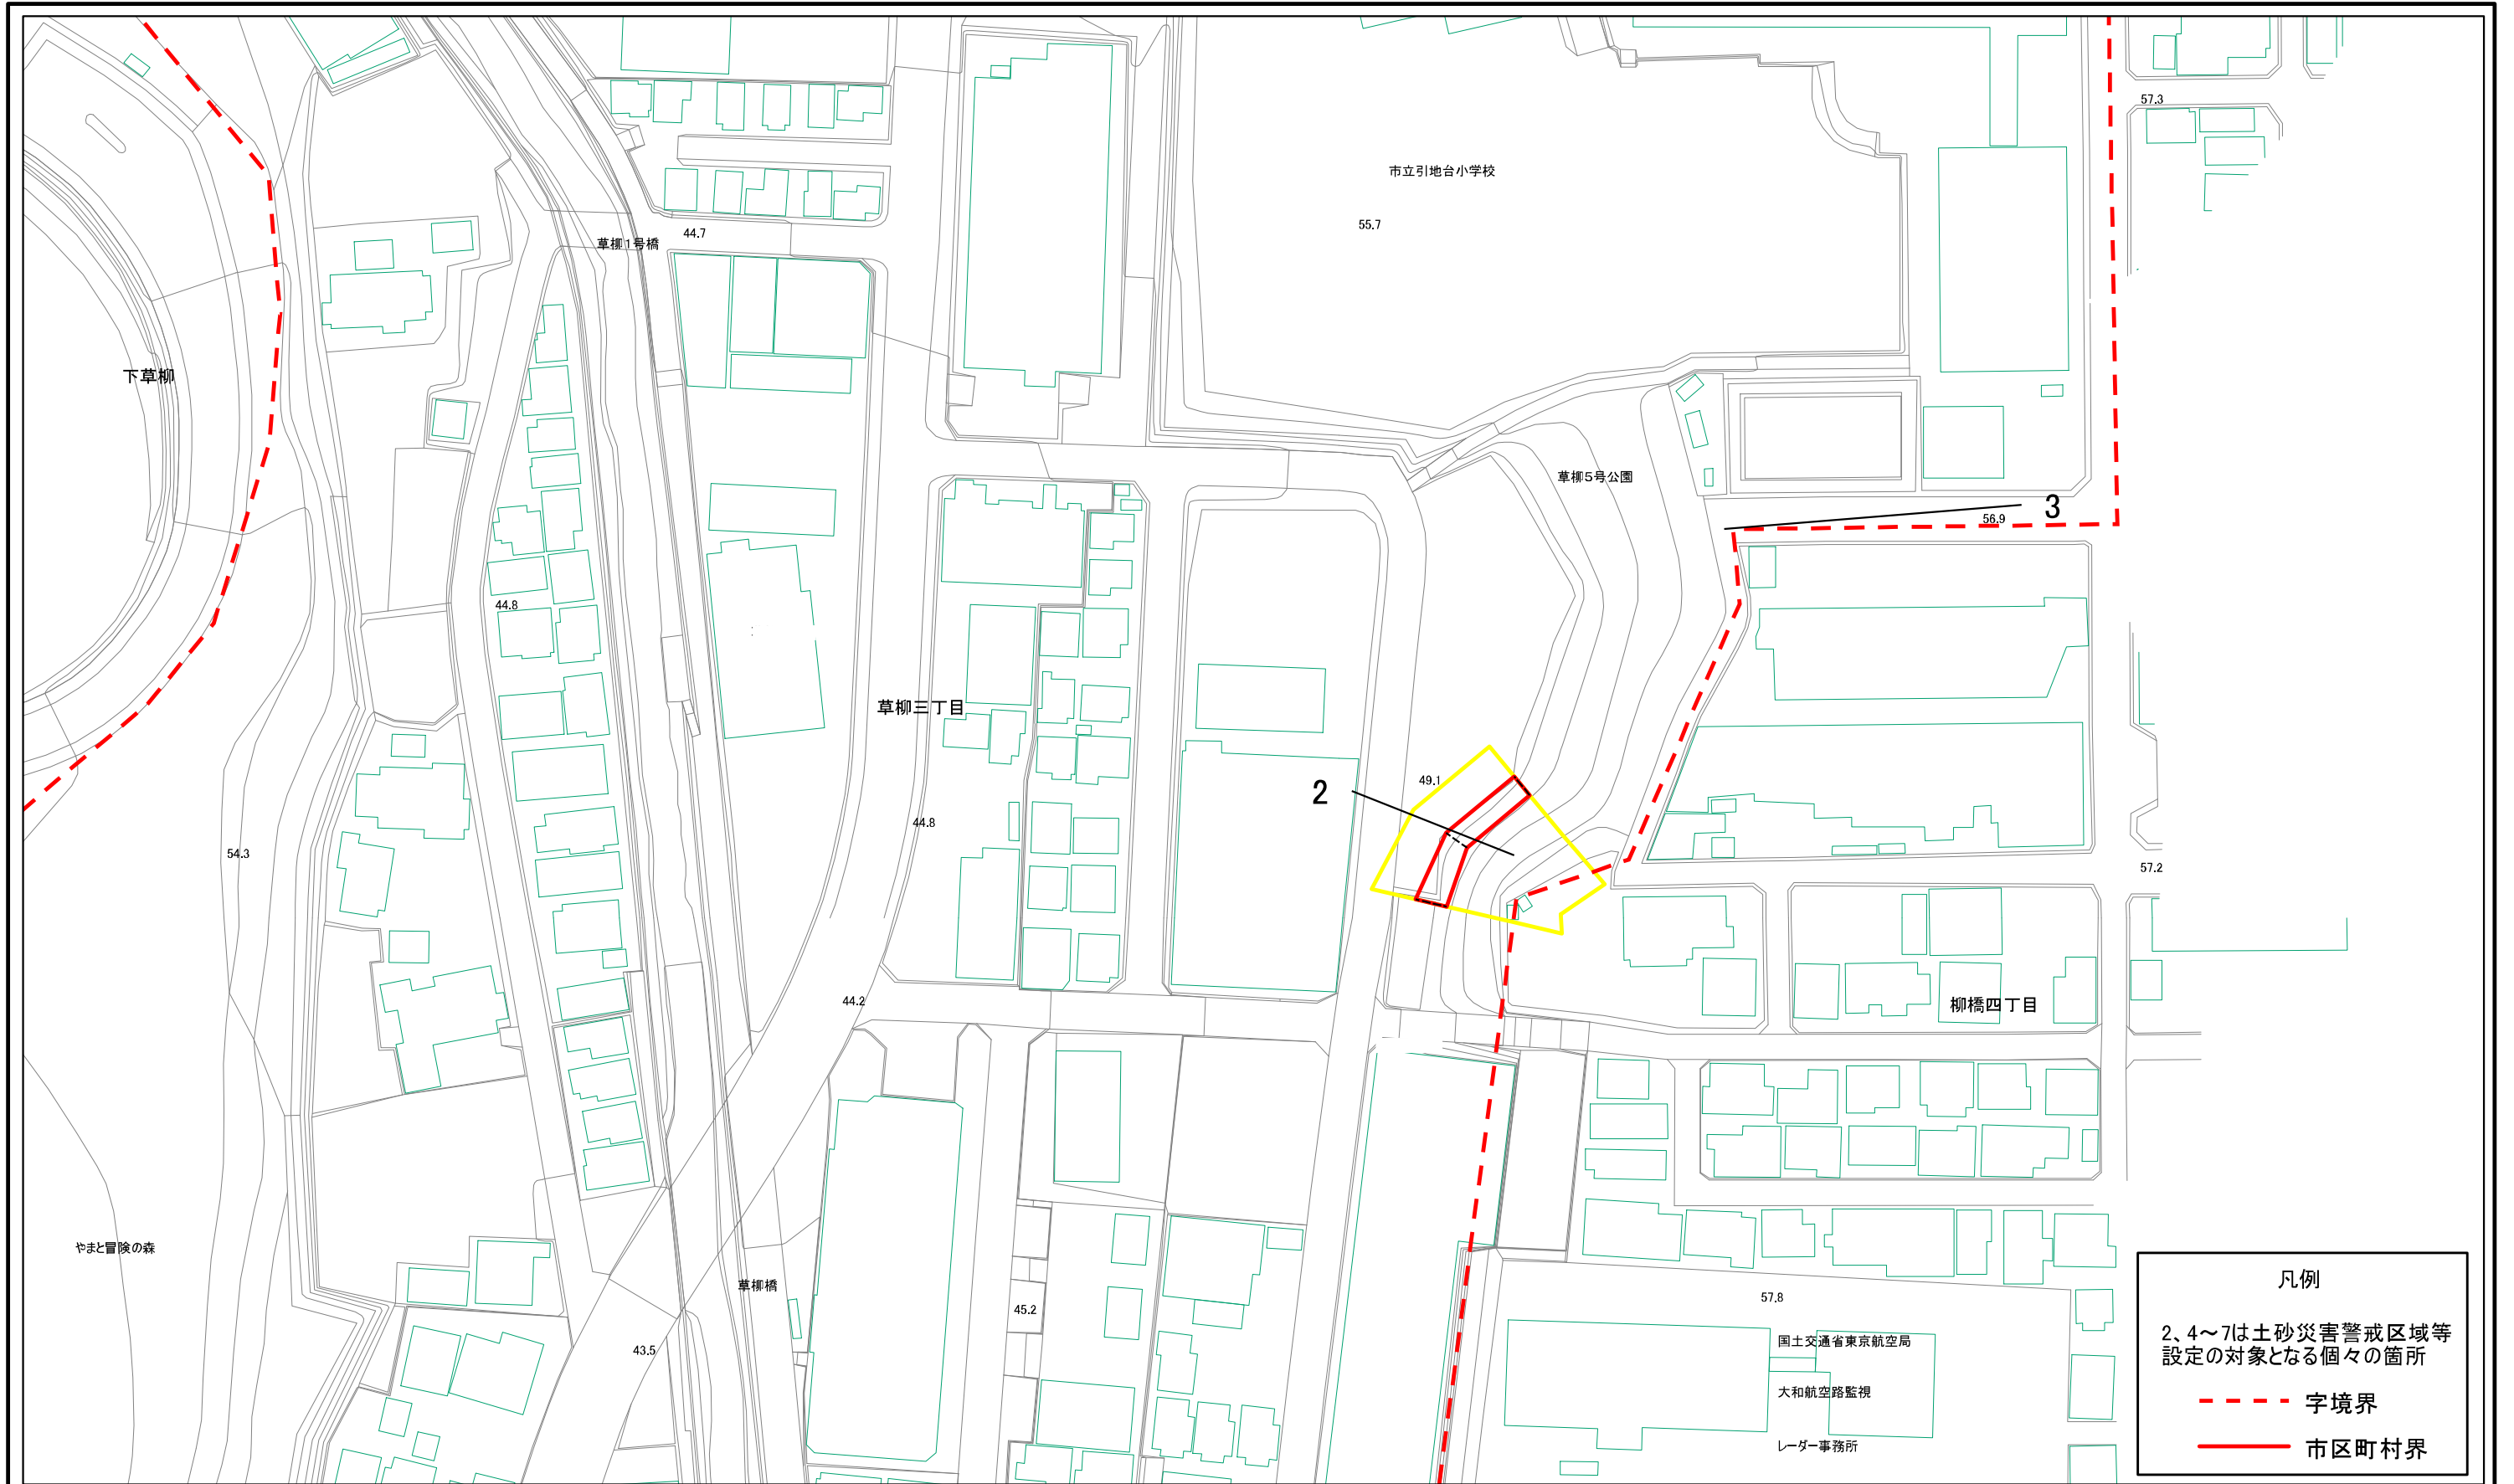 57.3
市立引地台小学校
55.7
44.7
草柳1号橋
下草柳
草柳5号公園
3
56.9
44.8
草柳三丁目
49.1
2
44.8
54.3
57.2
44.2
柳橋四丁目
やまと冒険の森
草柳橋
45.2
57.8
国土交通省東京航空局
大和航空路監視
レーダー事務所
43.5
凡例
2、4～7は土砂災害警戒区域等
設定の対象となる個々の箇所
字境界
市区町村界